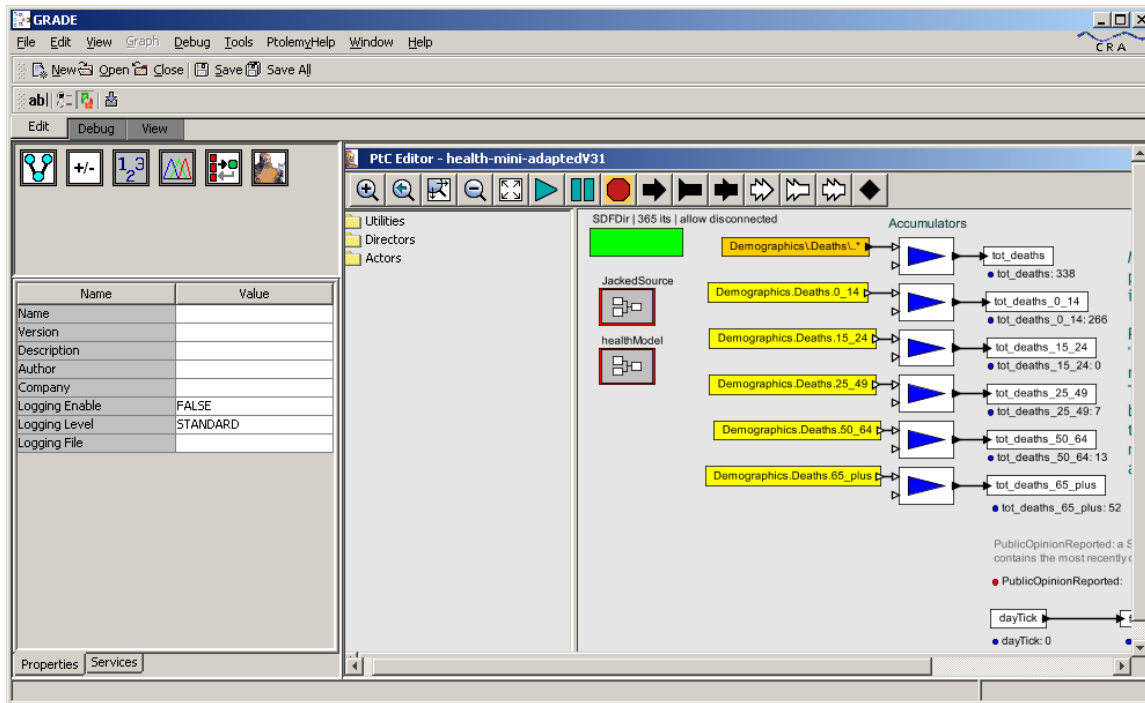 GRADE
File Edit View Graph Debug Tools PtolemyHelp Window Help
CRA
New Open Close Save Save All
ab|
Edit Debug View
+/- 1 2 3
PtC Editor - health-mini-adaptedV31
Utilities
Directors
Actors
SDFDir | 365 its | allow disconnected
Accumulators
Demographics\.Deaths\..*
tot_deaths
tot_deaths: 338
JackedSource
Demographics.Deaths.0_14
tot_deaths_0_14
tot_deaths_0_14: 266
healthModel
Demographics.Deaths.15_24
tot_deaths_15_24
tot_deaths_15_24: 0
Demographics.Deaths.25_49
tot_deaths_25_49
tot_deaths_25_49: 7
Demographics.Deaths.50_64
tot_deaths_50_64
tot_deaths_50_64: 13
Demographics.Deaths.65_plus
tot_deaths_65_plus
tot_deaths_65_plus: 52
PublicOpinionReported: a S
contains the most recently
PublicOpinionReported:
dayTick
dayTick: 0
Name Value
Name
Version
Description
Author
Company
Logging Enable FALSE
Logging Level STANDARD
Logging File
Properties Services